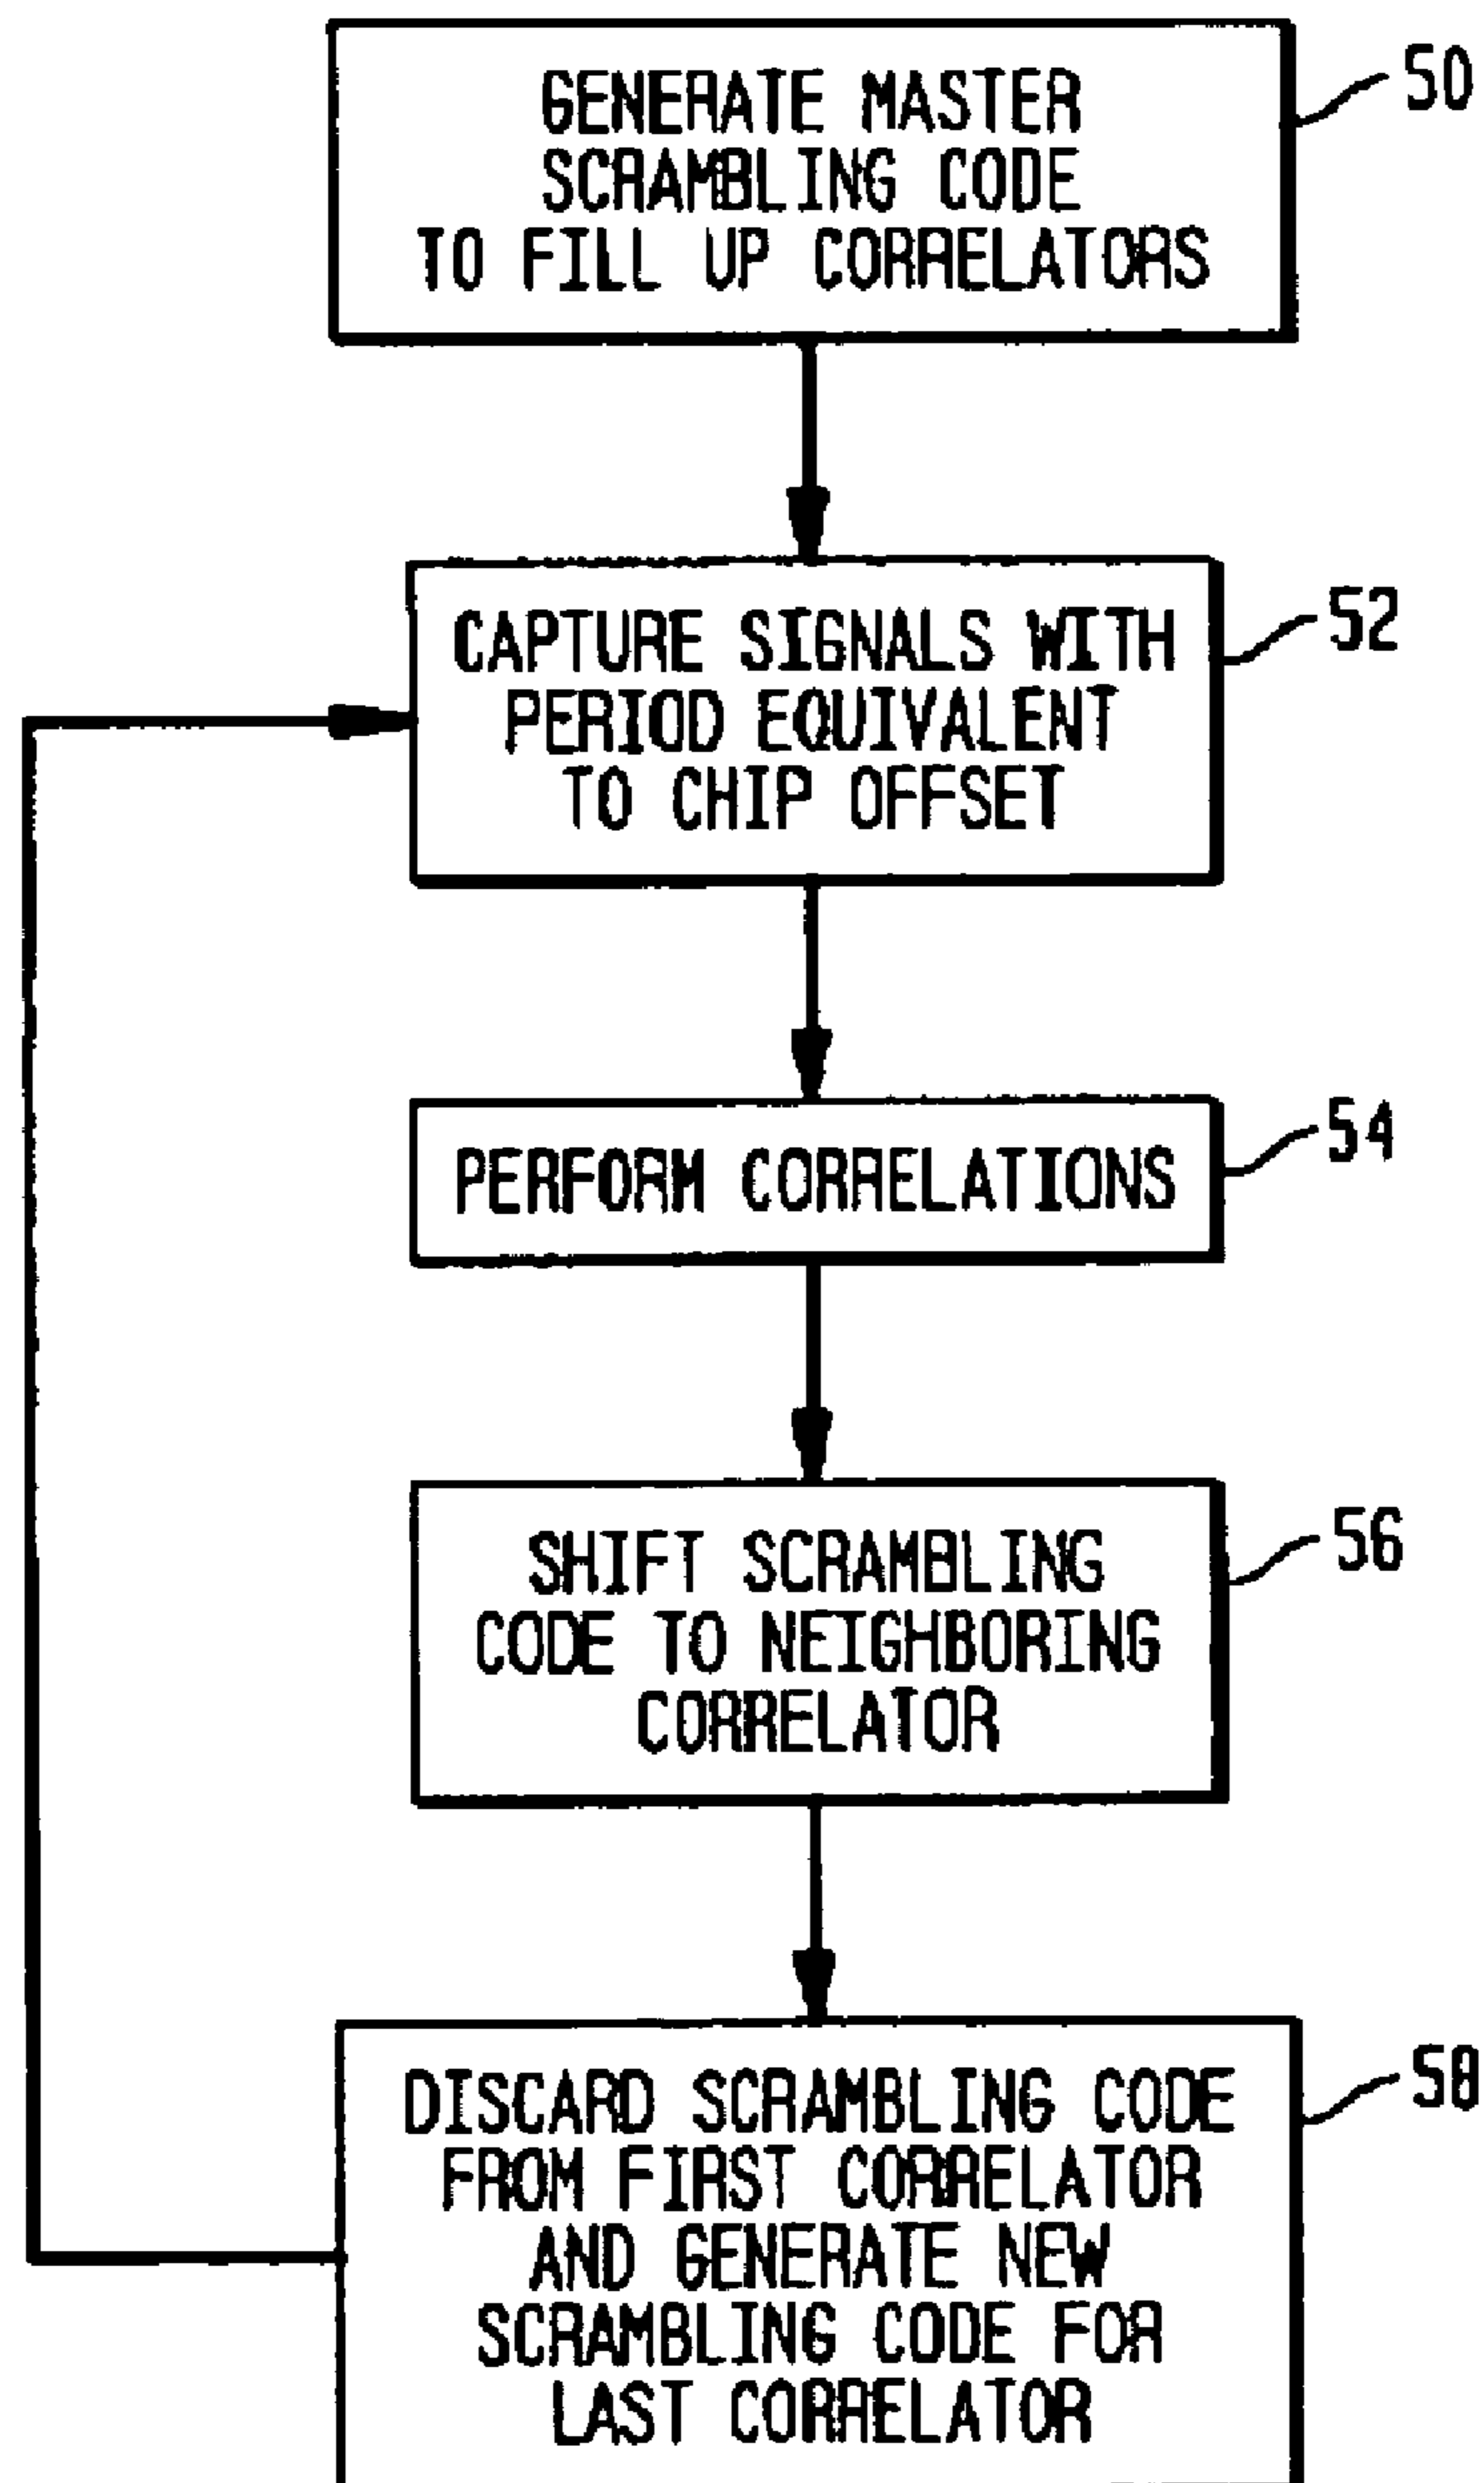 GENERATE MASTER
SCRAMBLING CODE
TO FILL UP CORRELATORS
50
CAPTURE SIGNALS WITH
PERIOD EQUIVALENT
TO CHIP OFFSET
52
PERFORM CORRELATIONS
54
SHIFT SCRAMBLING
CODE TO NEIGHBORING
CORRELATOR
56
DISCARD SCRAMBLING CODE
FROM FIRST CORRELATOR
AND GENERATE NEW
SCRAMBLING CODE FOR
LAST CORRELATOR
58